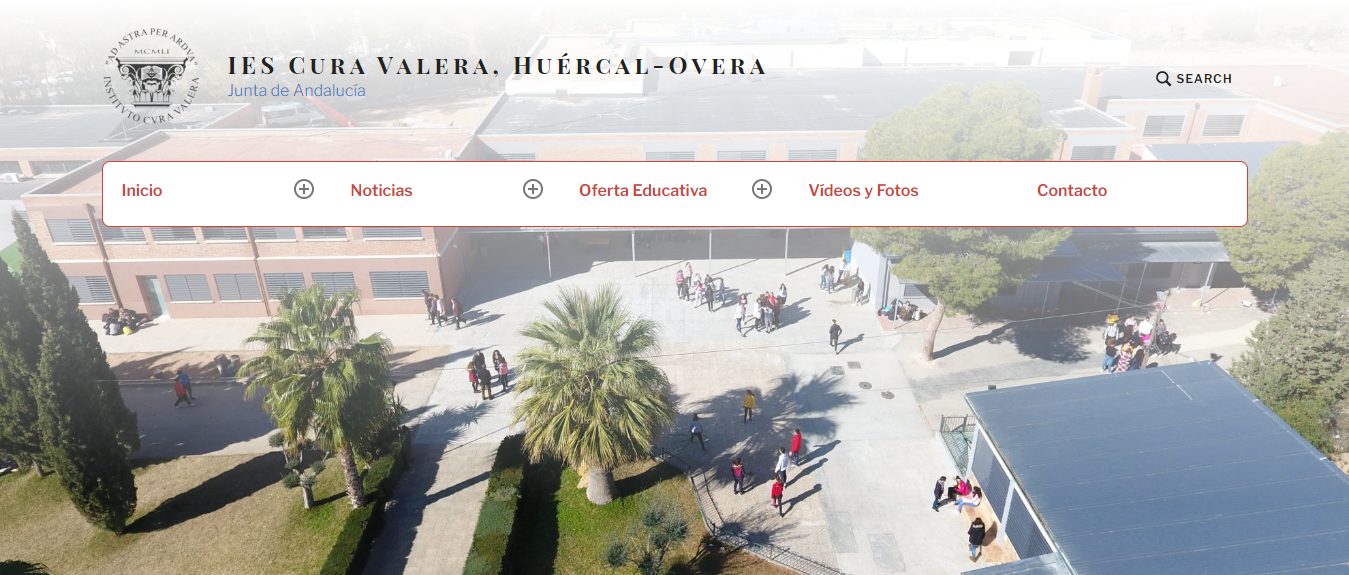 "AD ASTRA PER ARDVA"
MCMLI
INSTITVTO CVRA VALERA
IES CURA VALERA, HUÉRCAL-OVERA
Junta de Andalucía
SEARCH
Inicio
Noticias
Oferta Educativa
Vídeos y Fotos
Contacto